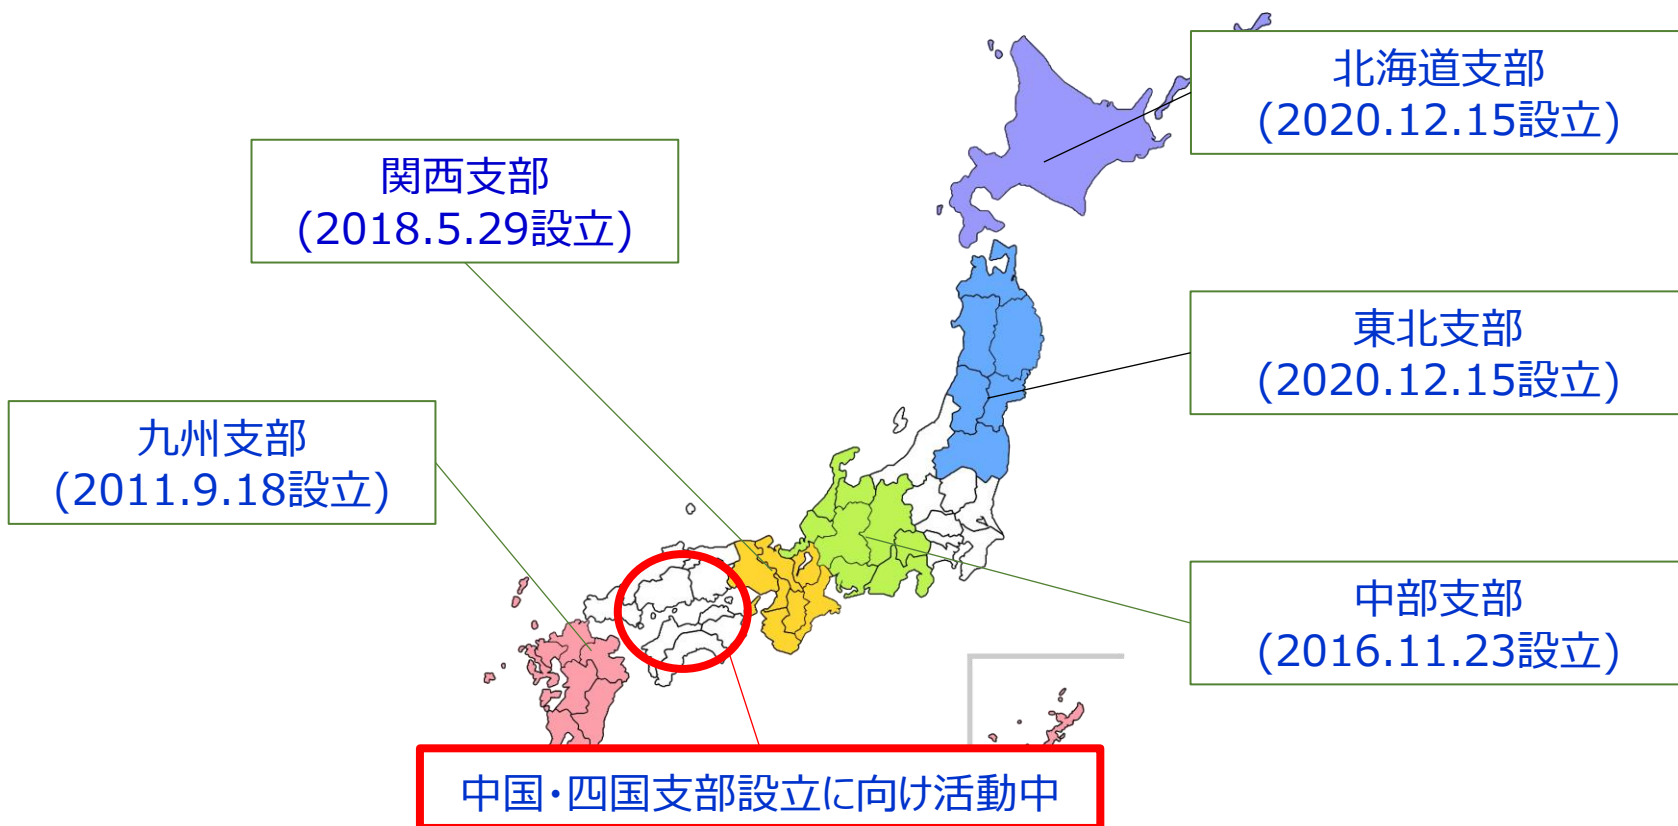 北海道支部
(2020.12.15設立)
関西支部
(2018.5.29設立)
東北支部
(2020.12.15設立)
九州支部
(2011.9.18設立)
中部支部
(2016.11.23設立)
中国・四国支部設立に向け活動中